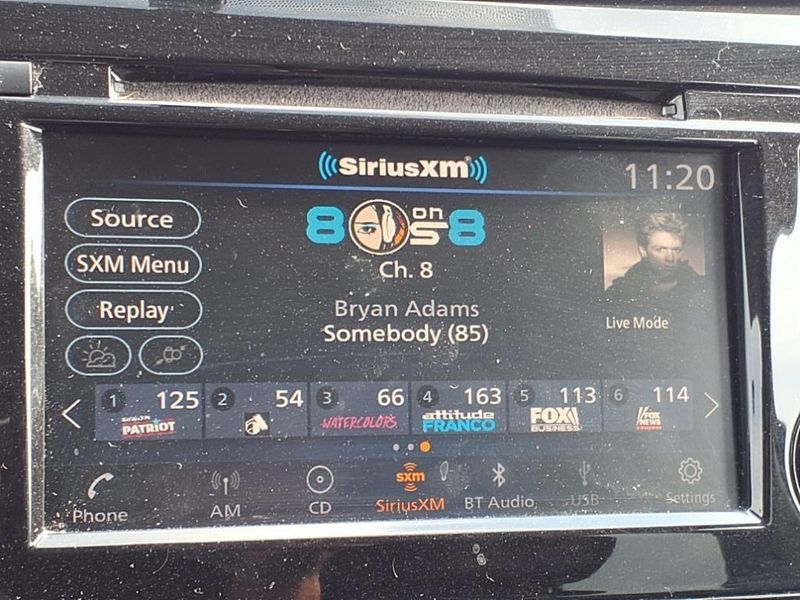 SiriusXM
11:20
Source
80s on 8
SXM Menu
Ch. 8
Replay
Bryan Adams
Somebody (85)
Live Mode
1 125
SiriusXM
PATRIOT
2 54
3 66
WATERCOLORS
4 163
attitude
FRANCO
5 113
FOX
BUSINESS
6 114
FOX
NEWS
Phone
AM
CD
sxm
SiriusXM
BT Audio
USB
Settings